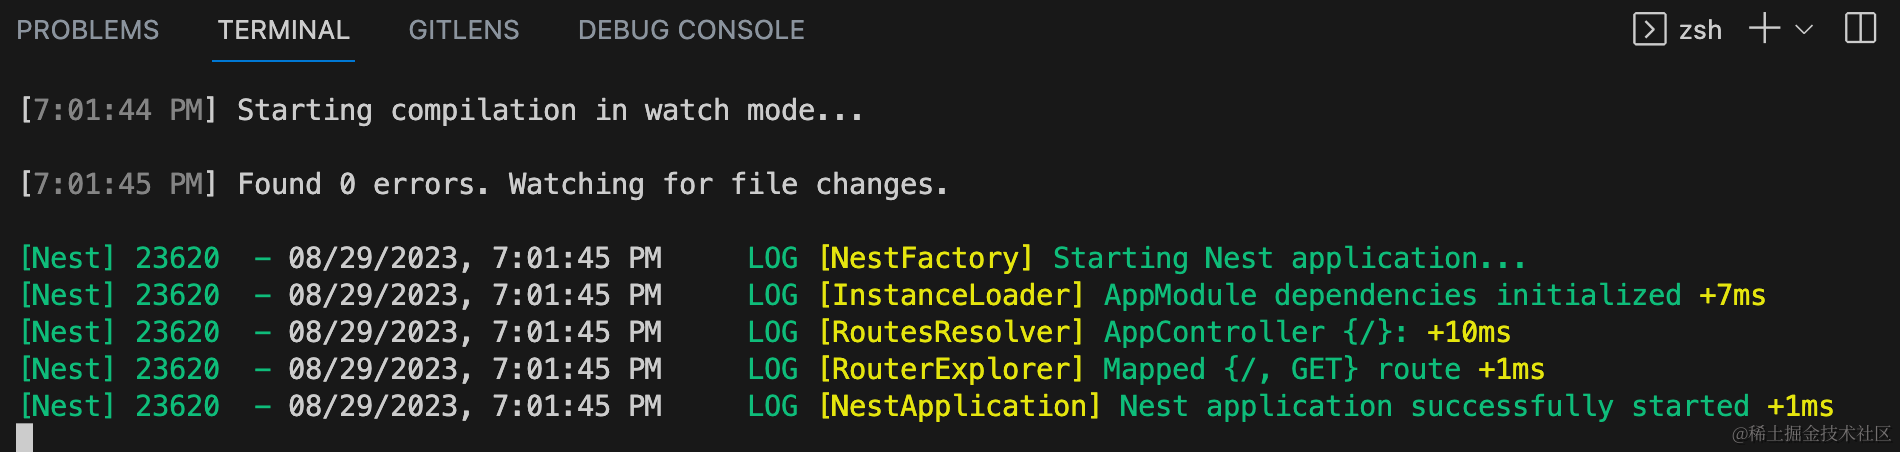 PROBLEMS TERMINAL GITLENS DEBUG CONSOLE zsh
[7:01:44 PM] Starting compilation in watch mode...
[7:01:45 PM] Found 0 errors. Watching for file changes.
[Nest] 23620  - 08/29/2023, 7:01:45 PM     LOG [NestFactory] Starting Nest application...
[Nest] 23620  - 08/29/2023, 7:01:45 PM     LOG [InstanceLoader] AppModule dependencies initialized +7ms
[Nest] 23620  - 08/29/2023, 7:01:45 PM     LOG [RoutesResolver] AppController {/}: +10ms
[Nest] 23620  - 08/29/2023, 7:01:45 PM     LOG [RouterExplorer] Mapped {/, GET} route +1ms
[Nest] 23620  - 08/29/2023, 7:01:45 PM     LOG [NestApplication] Nest application successfully started +1ms
@稀土掘金技术社区